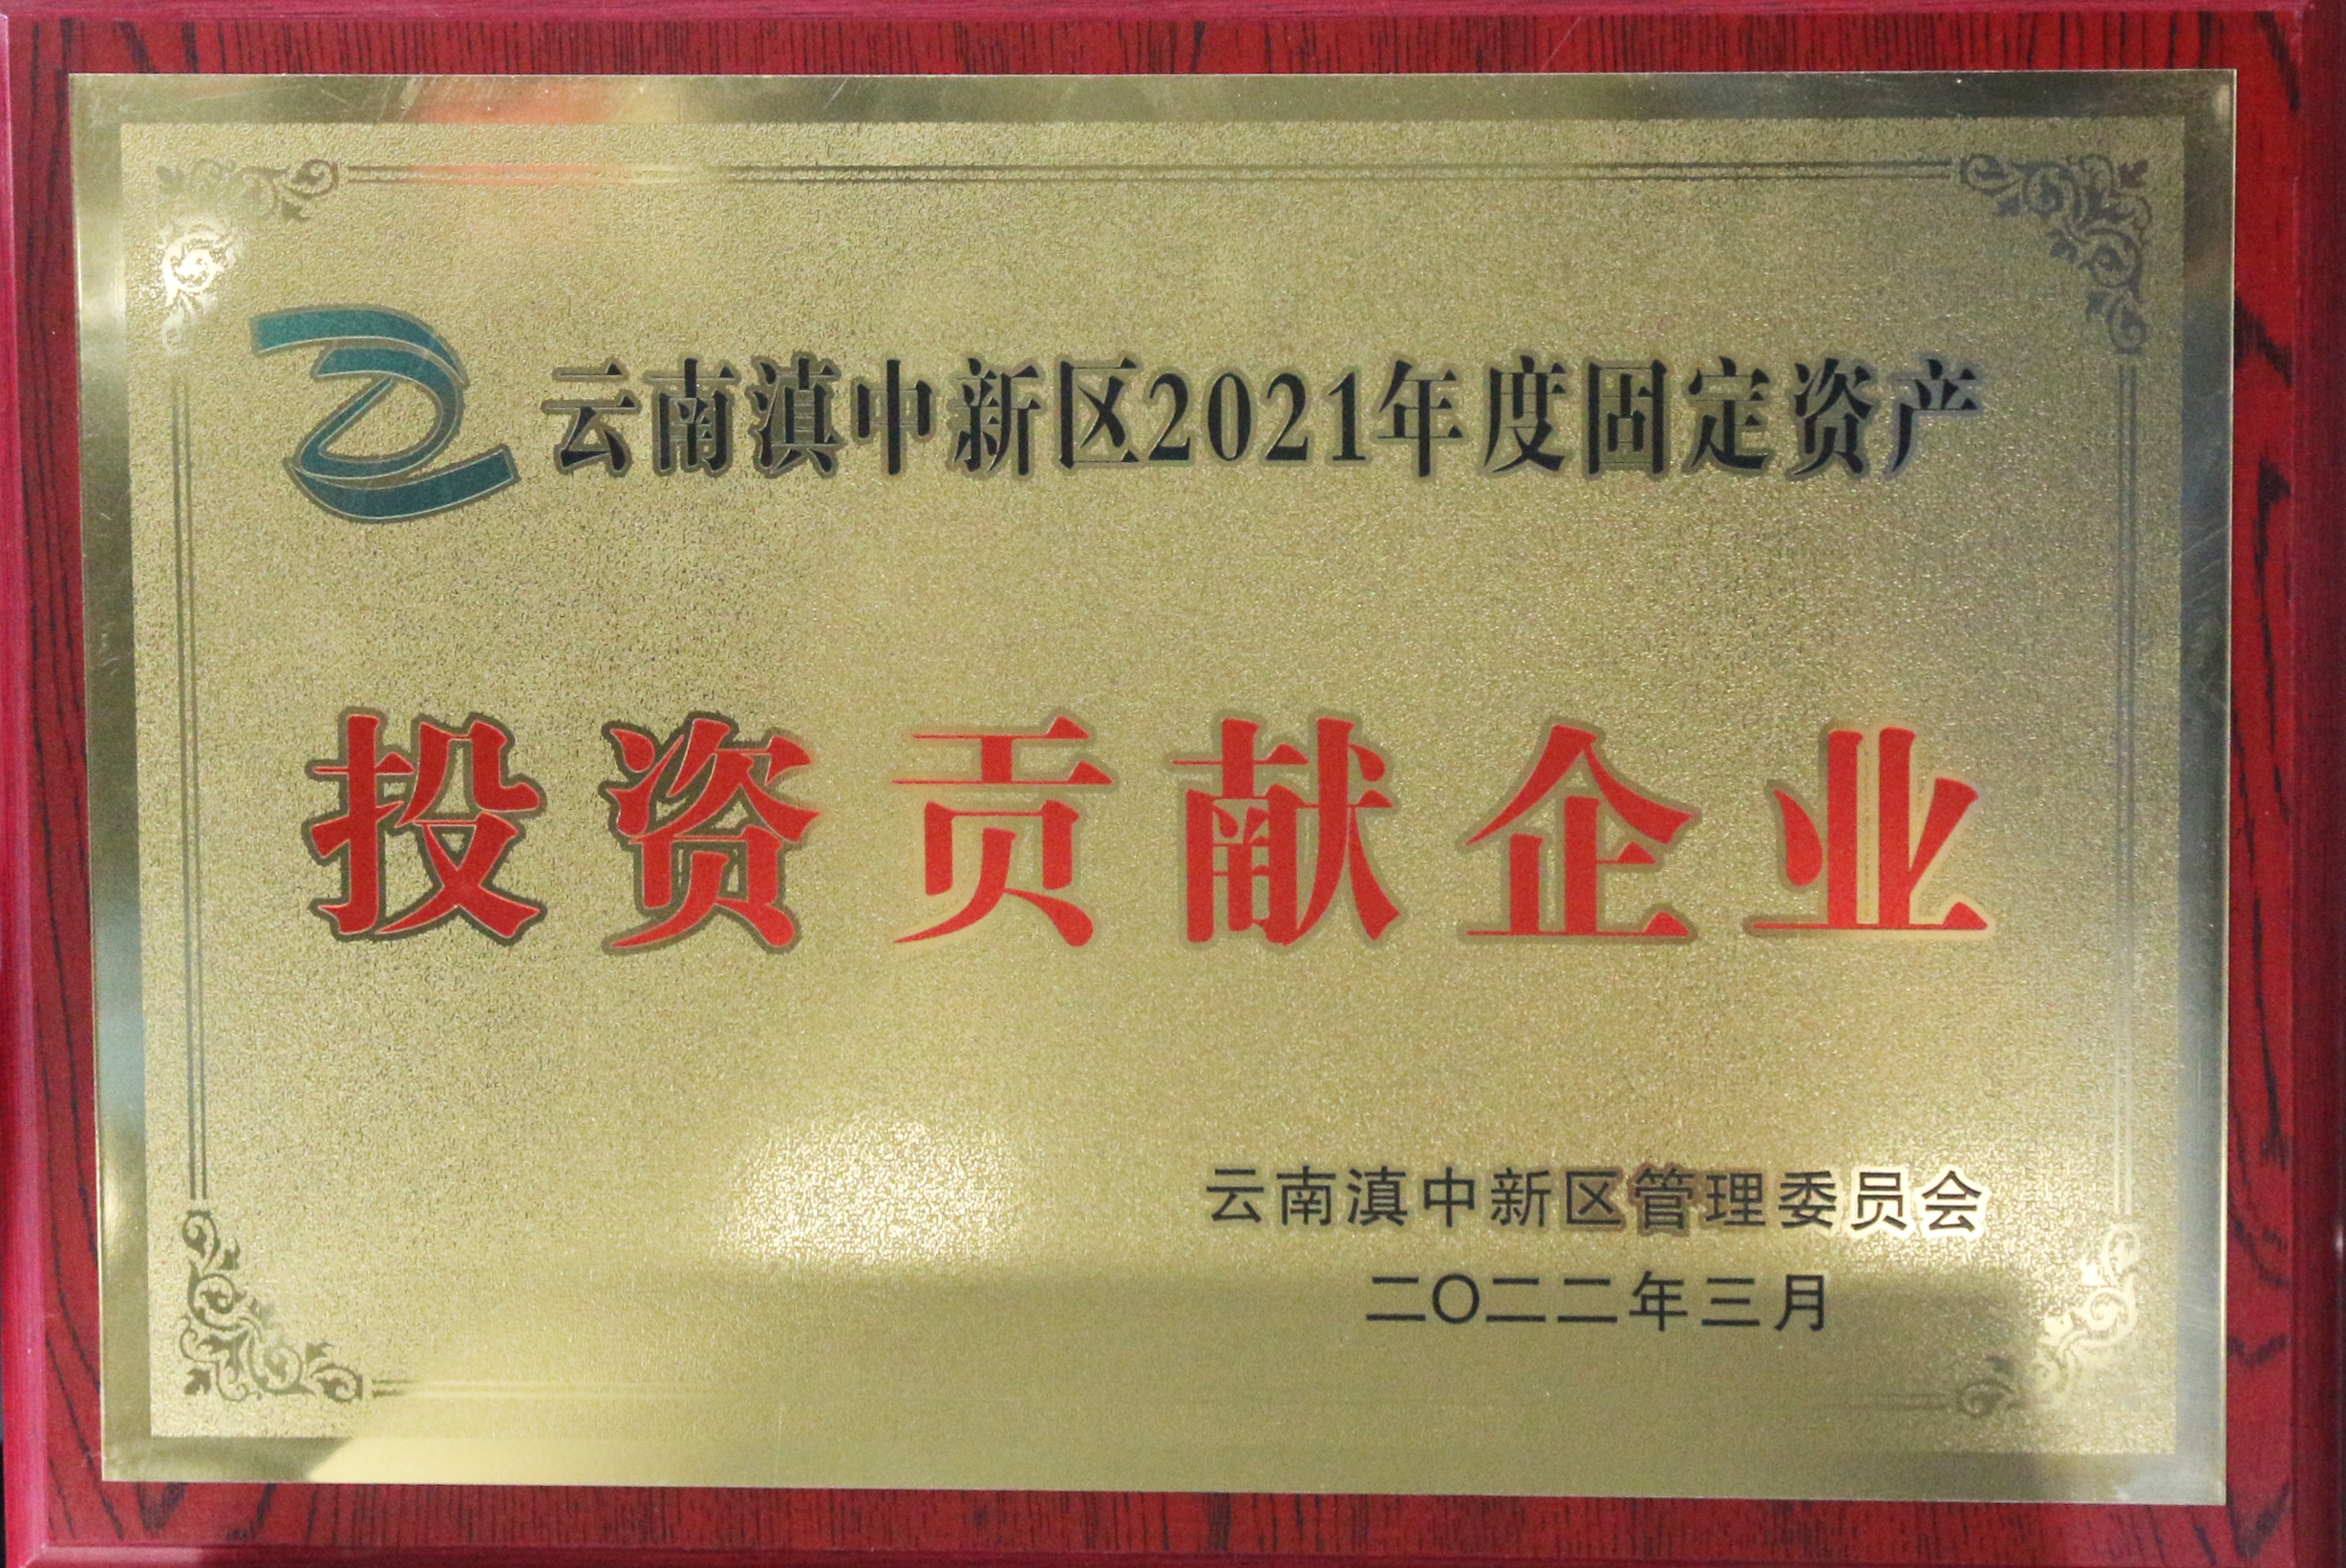 云南滇中新区2021年度固定资产
投资贡献企业
云南滇中新区管理委员会
二〇二二年三月